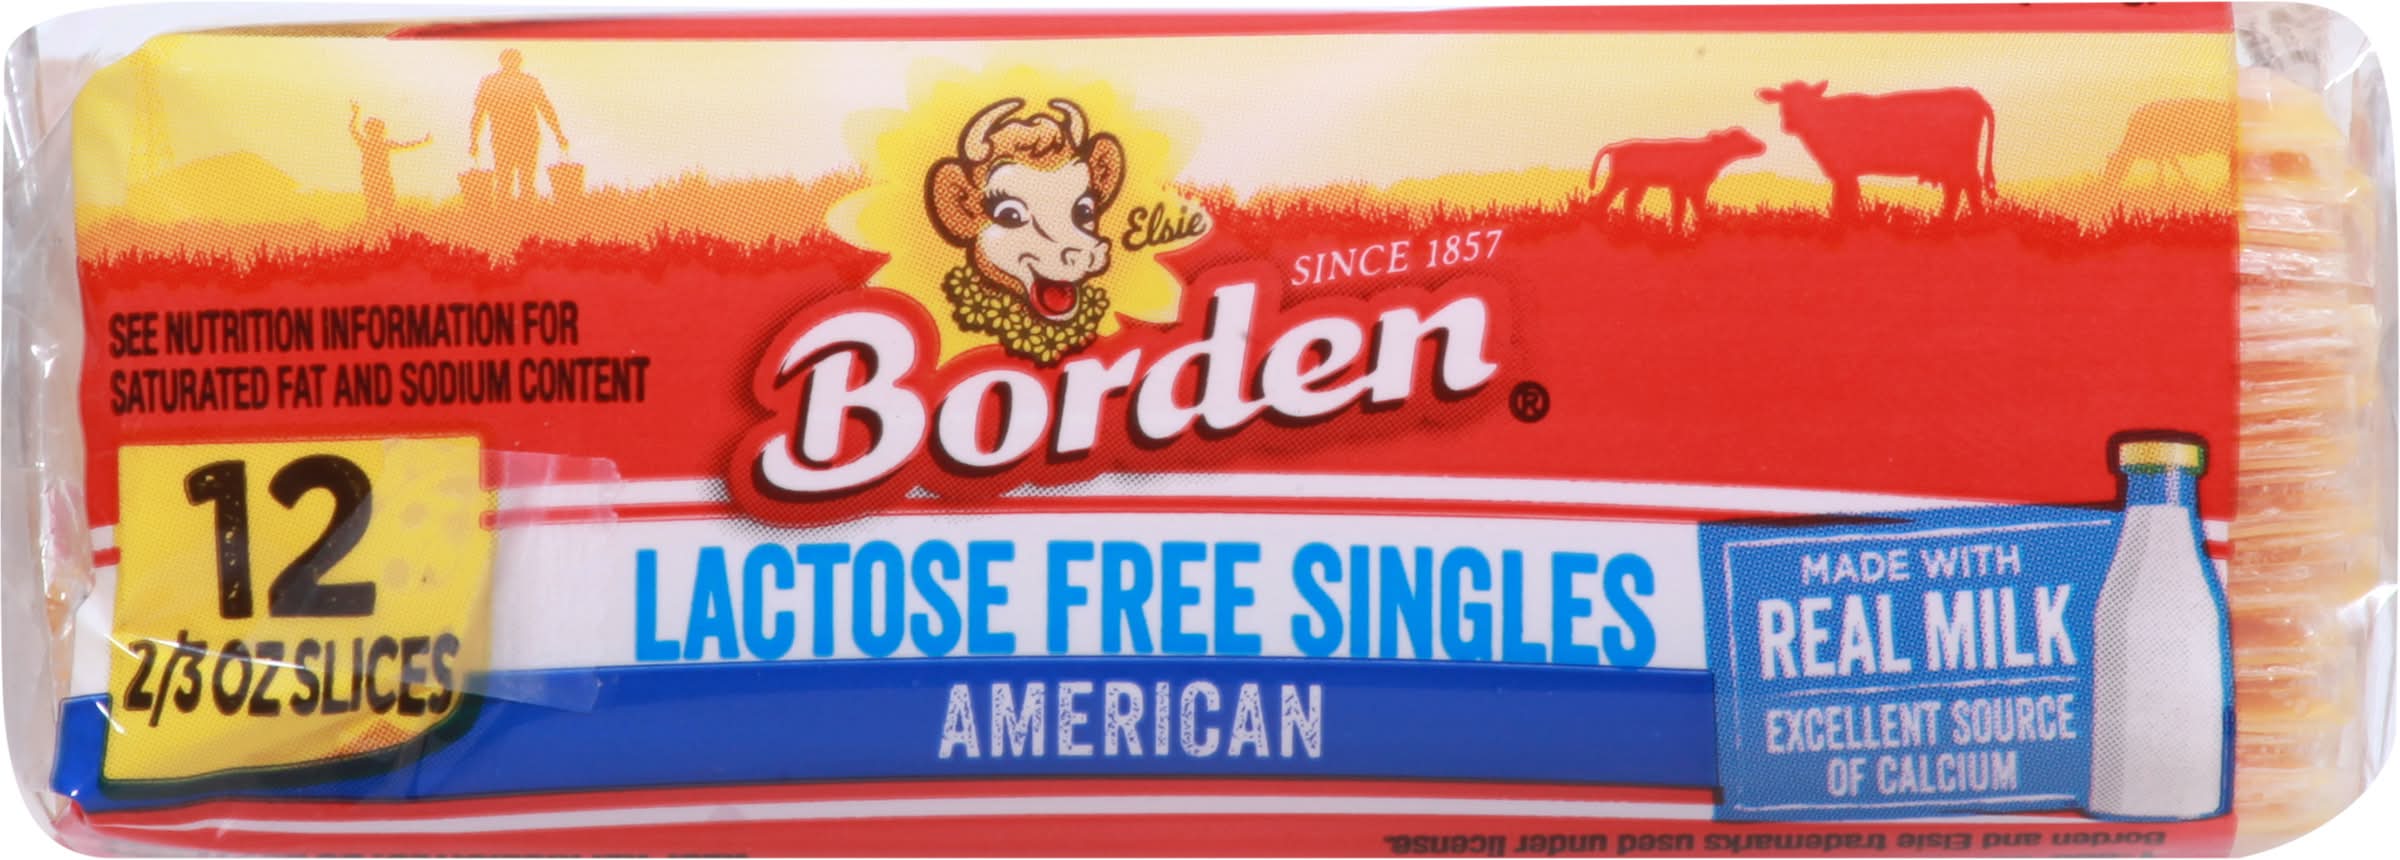 Elsie
SINCE 1857
Borden®
SEE NUTRITION INFORMATION FOR
SATURATED FAT AND SODIUM CONTENT
12
2/3 OZ SLICES
LACTOSE FREE SINGLES
AMERICAN
MADE WITH
REAL MILK
EXCELLENT SOURCE
OF CALCIUM
Borden and Elsie trademarks used under license.